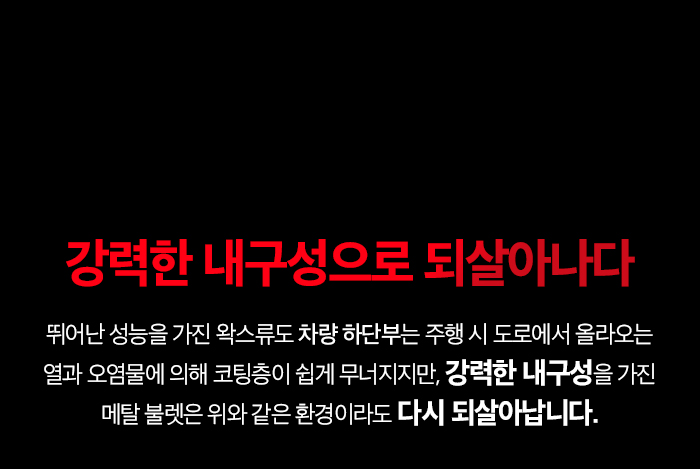 강력한 내구성으로 되살아나다
뛰어난 성능을 가진 왁스류도 차량 하단부는 주행 시 도로에서 올라오는
열과 오염물에 의해 코팅층이 쉽게 무너지지만, 강력한 내구성을 가진
메탈 불렛은 위와 같은 환경이라도 다시 되살아납니다.